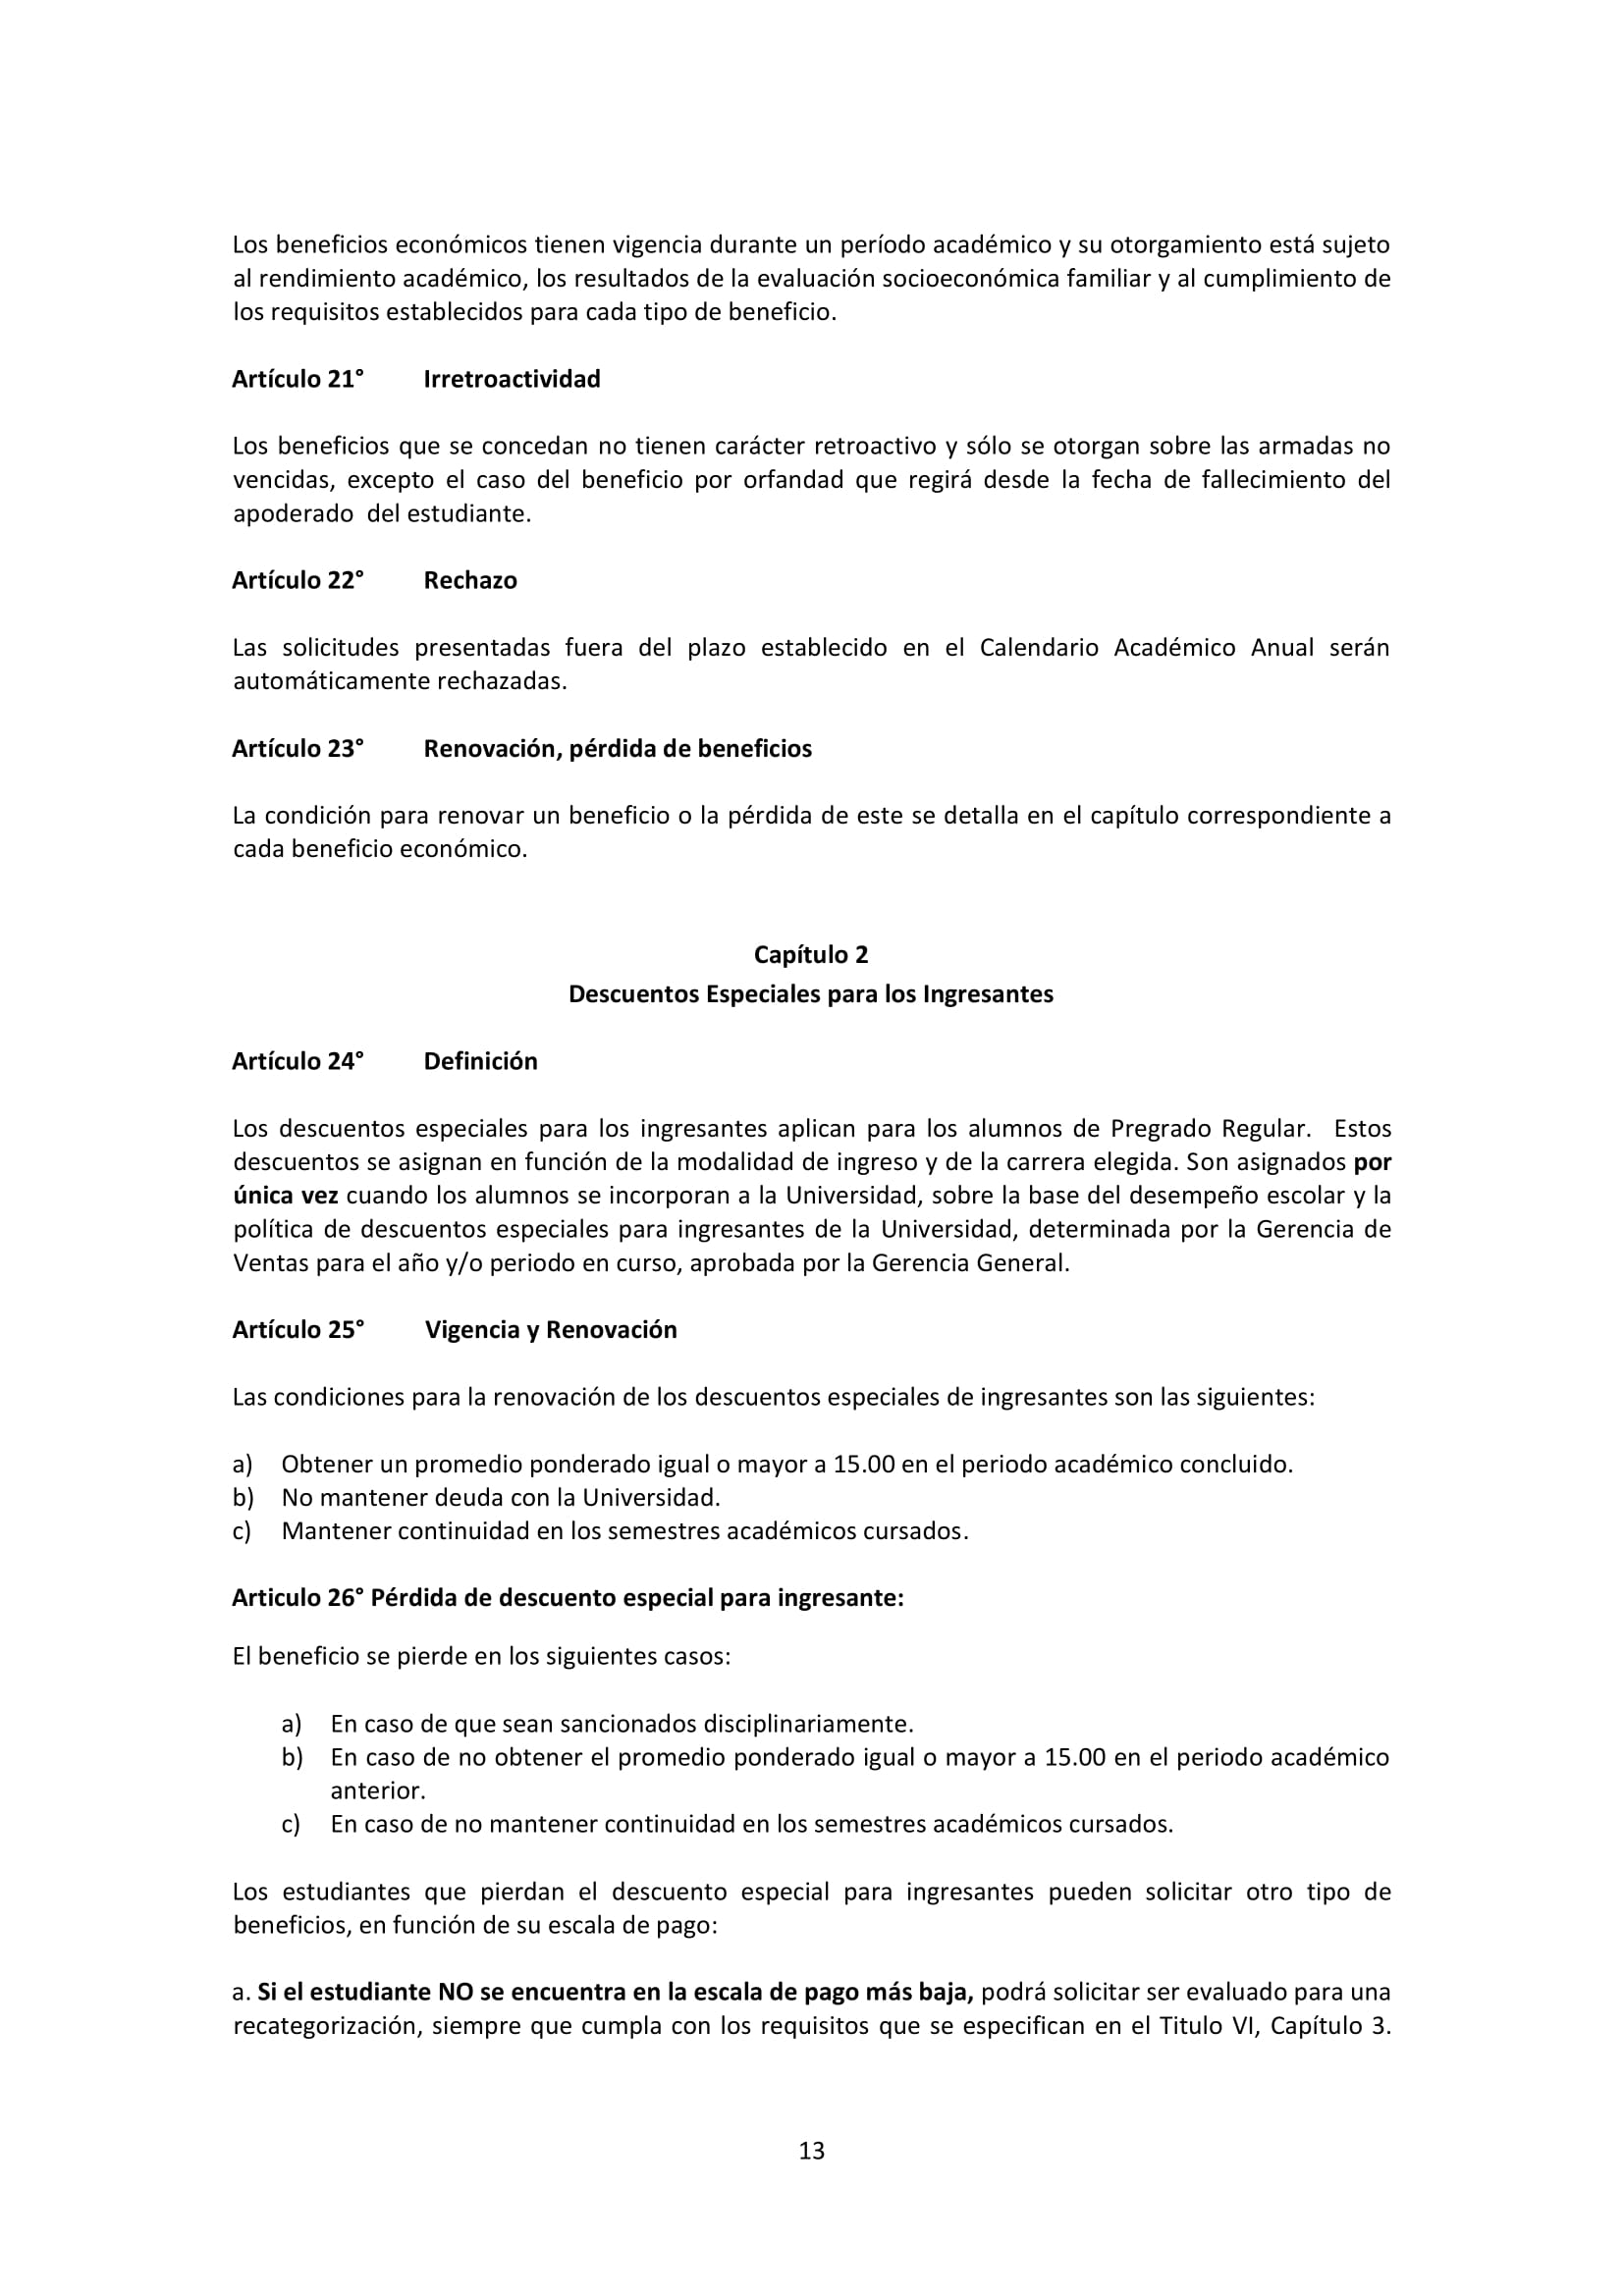 Los beneficios económicos tienen vigencia durante un período académico y su otorgamiento está sujeto
al rendimiento académico, los resultados de la evaluación socioeconómica familiar y al cumplimiento de
los requisitos establecidos para cada tipo de beneficio.
Artículo 21° Irretroactividad
Los beneficios que se concedan no tienen carácter retroactivo y sólo se otorgan sobre las armadas no
vencidas, excepto el caso del beneficio por orfandad que regirá desde la fecha de fallecimiento del
apoderado del estudiante.
Artículo 22° Rechazo
Las solicitudes presentadas fuera del plazo establecido en el Calendario Académico Anual serán
automáticamente rechazadas.
Artículo 23° Renovación, pérdida de beneficios
La condición para renovar un beneficio o la pérdida de este se detalla en el capítulo correspondiente a
cada beneficio económico.
Capítulo 2
Descuentos Especiales para los Ingresantes
Artículo 24° Definición
Los descuentos especiales para los ingresantes aplican para los alumnos de Pregrado Regular. Estos
descuentos se asignan en función de la modalidad de ingreso y de la carrera elegida. Son asignados por
única vez cuando los alumnos se incorporan a la Universidad, sobre la base del desempeño escolar y la
política de descuentos especiales para ingresantes de la Universidad, determinada por la Gerencia de
Ventas para el año y/o periodo en curso, aprobada por la Gerencia General.
Artículo 25° Vigencia y Renovación
Las condiciones para la renovación de los descuentos especiales de ingresantes son las siguientes:
a) Obtener un promedio ponderado igual o mayor a 15.00 en el periodo académico concluido.
b) No mantener deuda con la Universidad.
c) Mantener continuidad en los semestres académicos cursados.
Articulo 26° Pérdida de descuento especial para ingresante:
El beneficio se pierde en los siguientes casos:
a) En caso de que sean sancionados disciplinariamente.
b) En caso de no obtener el promedio ponderado igual o mayor a 15.00 en el periodo académico
anterior.
c) En caso de no mantener continuidad en los semestres académicos cursados.
Los estudiantes que pierdan el descuento especial para ingresantes pueden solicitar otro tipo de
beneficios, en función de su escala de pago:
a. Si el estudiante NO se encuentra en la escala de pago más baja, podrá solicitar ser evaluado para una
recategorización, siempre que cumpla con los requisitos que se especifican en el Titulo VI, Capítulo 3.
13